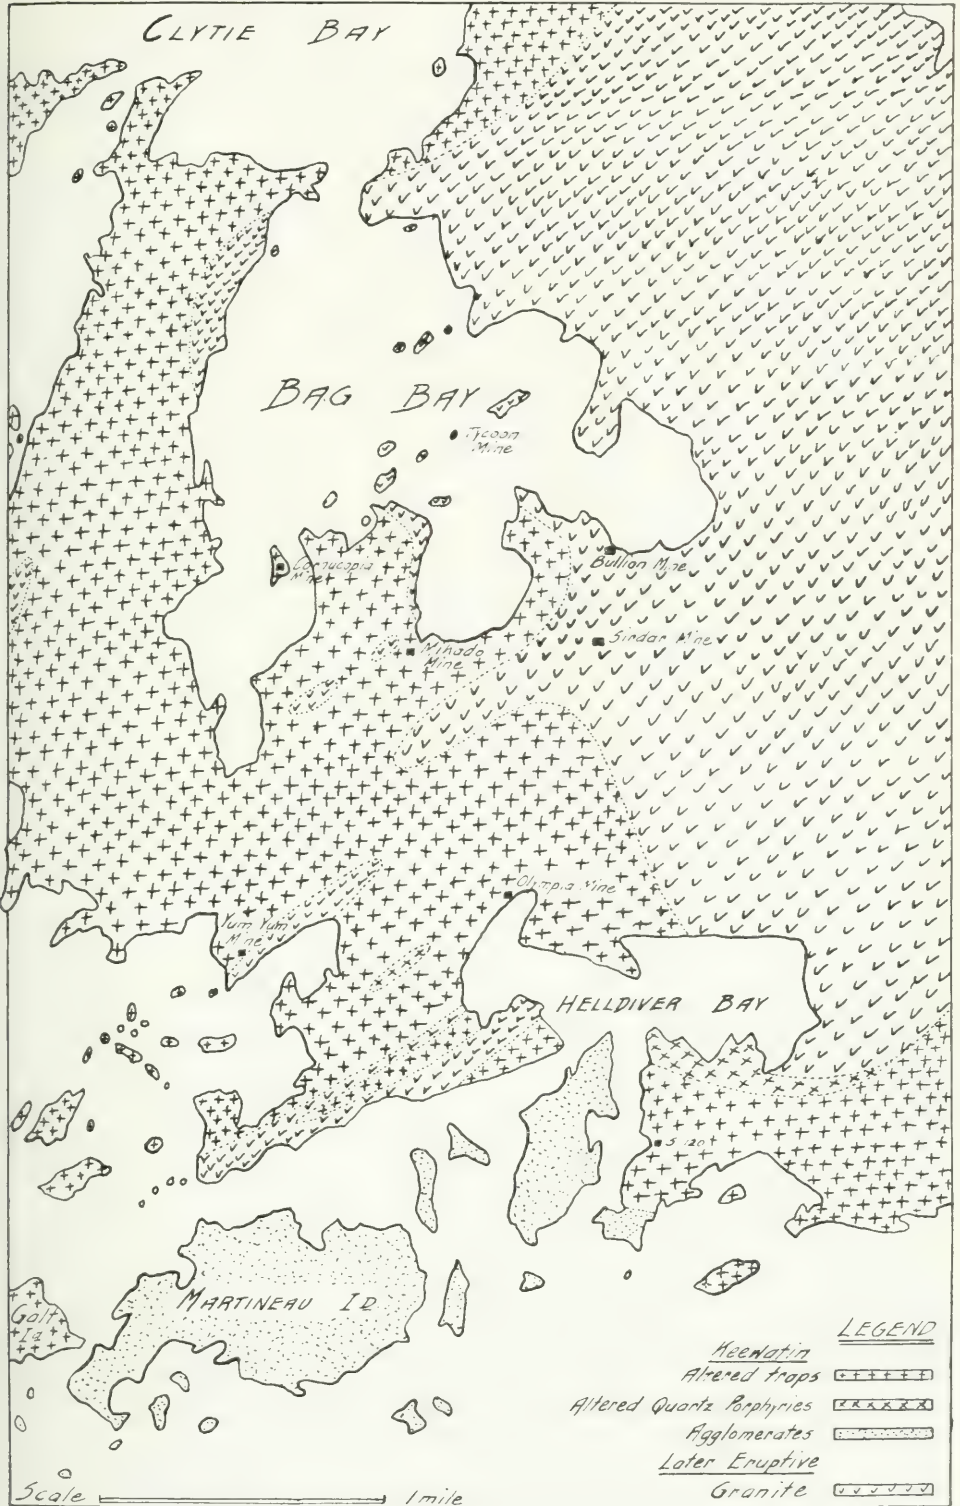 CLYTIE BAY
BAG BAY
Tycoon
Mine
Cornucopia
Mine
Bullion Mine
Sirdar Mine
Mikado
Mine
Olympia Mine
Yum Yum
Mine
HELLDIVER BAY
S 120
MARTINEAU ID
Galt
Id
LEGEND
Keewatin
Altered traps
Altered Quartz Porphyries
Agglomerates
Later Eruptive
Granite
Scale 1 mile